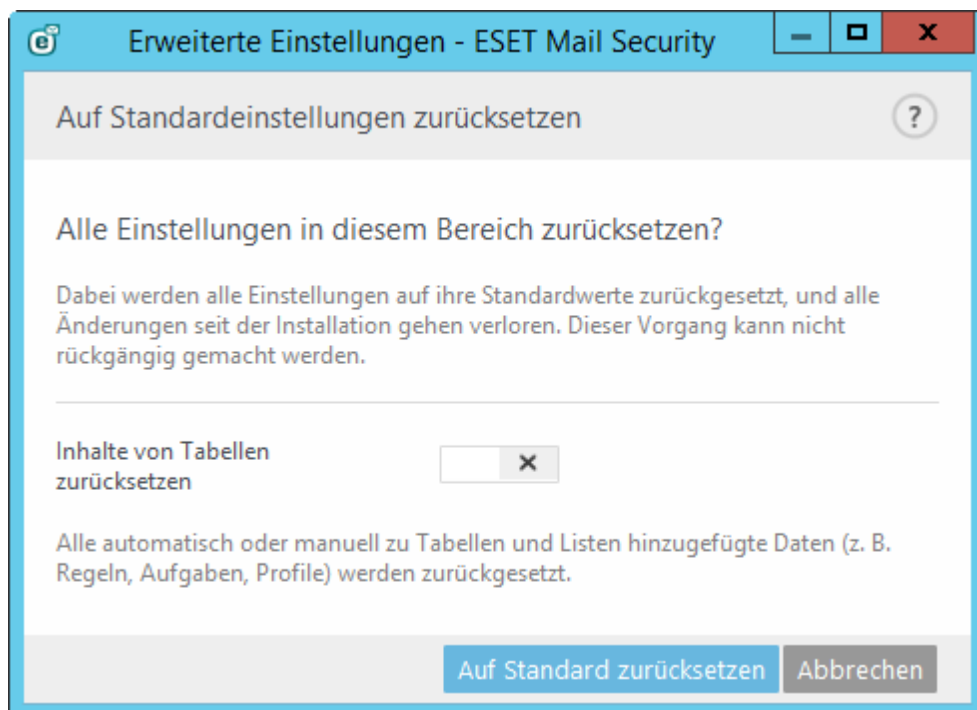 Erweiterte Einstellungen - ESET Mail Security
Auf Standardeinstellungen zurücksetzen
?
Alle Einstellungen in diesem Bereich zurücksetzen?
Dabei werden alle Einstellungen auf ihre Standardwerte zurückgesetzt, und alle
Änderungen seit der Installation gehen verloren. Dieser Vorgang kann nicht
rückgängig gemacht werden.
Inhalte von Tabellen
zurücksetzen
Alle automatisch oder manuell zu Tabellen und Listen hinzugefügte Daten (z. B.
Regeln, Aufgaben, Profile) werden zurückgesetzt.
Auf Standard zurücksetzen Abbrechen